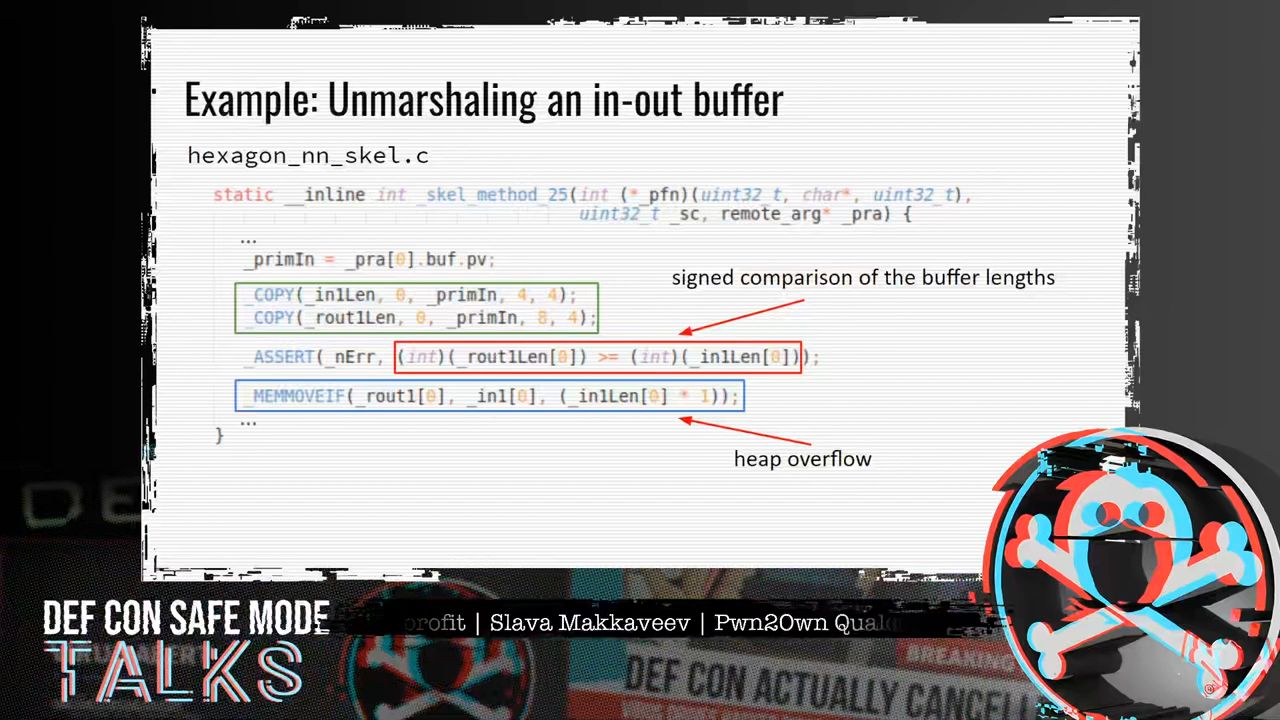 Example: Unmarshaling an in-out buffer
hexagon_nn_skel.c
static __inline int _skel_method_25(int (*_pfn)(uint32_t, char*, uint32_t),
uint32_t _sc, remote_arg* _pra) {
...
_primIn = _pra[0].buf.pv;
signed comparison of the buffer lengths
_COPY(_in1Len, 0, _primIn, 4, 4);
_COPY(_rout1Len, 0, _primIn, 8, 4);
_ASSERT(_nErr, (int)(_rout1Len[0]) >= (int)(_in1Len[0]));
_MEMMOVEIF(_rout1[0], _in1[0], (_in1Len[0] * 1));
...
}
heap overflow
DEF CON SAFE MODE
TALKS
profit | Slava Makkaveev | Pwn2Own Qualc
DEF CON ACTUALLY CANCEL
BREAKING